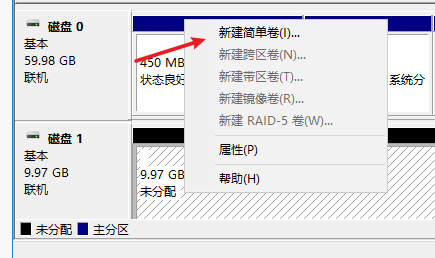 磁盘 0
基本
59.98 GB
联机
450 MB
状态良好
系统分
新建简单卷(I)...
新建跨区卷(N)...
新建带区卷(T)...
新建镜像卷(R)...
新建 RAID-5 卷(W)...
属性(P)
帮助(H)
磁盘 1
基本
9.97 GB
联机
9.97 GB
未分配
未分配 主分区